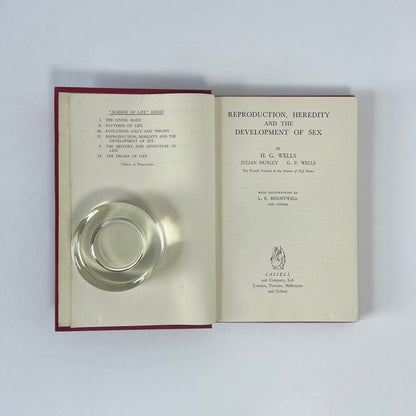 "SCIENCE OF LIFE" SERIES
I. THE LIVING BODY
II. PATTERNS OF LIFE
III. EVOLUTION—FACT AND THEORY
IV. REPRODUCTION, HEREDITY AND THE
DEVELOPMENT OF SEX
V. THE HISTORY AND ADVENTURE OF
LIFE
VI. THE DRAMA OF LIFE
Others in Preparation
REPRODUCTION, HEREDITY
AND THE
DEVELOPMENT OF SEX
BY
H. G. WELLS
JULIAN HUXLEY G. P. WELLS
The Fourth Volume in the Science of Life Series
WITH ILLUSTRATIONS BY
L. R. BRIGHTWELL
AND OTHERS
CASSELL
and Company, Ltd
London, Toronto, Melbourne
and Sydney